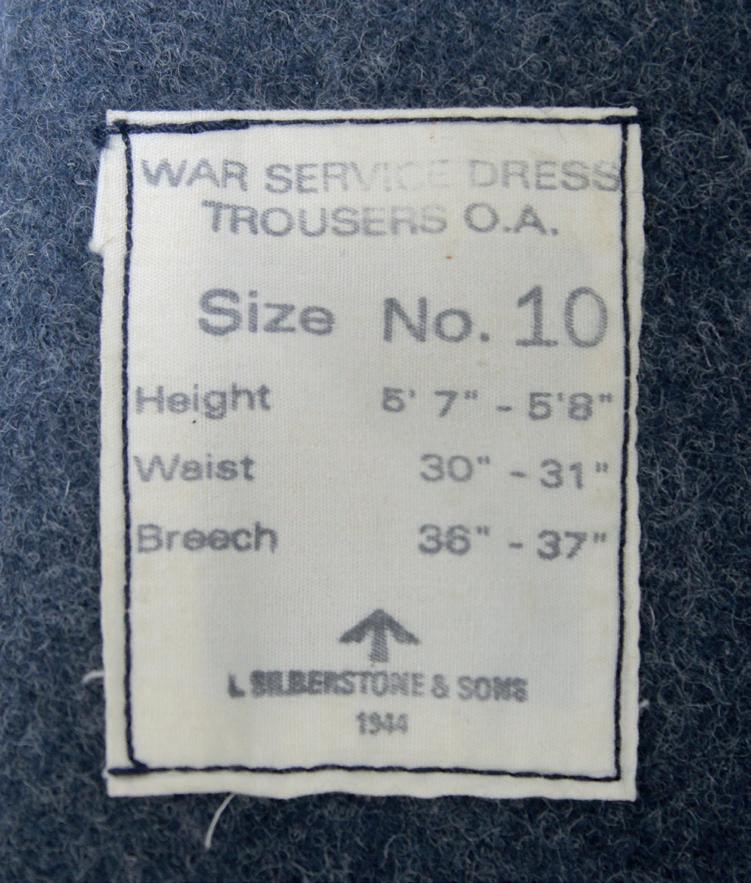 WAR SERVICE DRESS
TROUSERS O.A.
Size No. 10
Height 5' 7" - 5'8"
Waist 30" - 31"
Breech 36" - 37"
L SILBERSTONE & SONS
1944